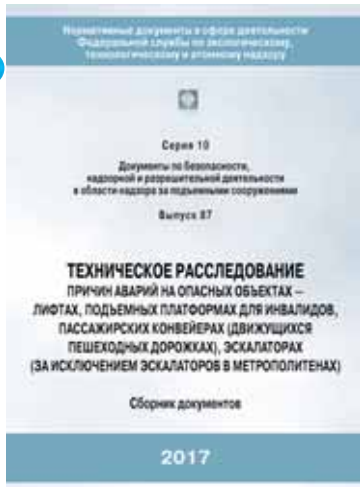 Нормативные документы в сфере деятельности
Федеральной службы по экологическому,
технологическому и атомному надзору
Серия 10
Документы по безопасности,
надзорной и разрешительной деятельности
в области надзора за подъемными сооружениями
Выпуск 87
ТЕХНИЧЕСКОЕ РАССЛЕДОВАНИЕ
ПРИЧИН АВАРИЙ НА ОПАСНЫХ ОБЪЕКТАХ –
ЛИФТАХ, ПОДЪЕМНЫХ ПЛАТФОРМАХ ДЛЯ ИНВАЛИДОВ,
ПАССАЖИРСКИХ КОНВЕЙЕРАХ (ДВИЖУЩИХСЯ
ПЕШЕХОДНЫХ ДОРОЖКАХ), ЭСКАЛАТОРАХ
(ЗА ИСКЛЮЧЕНИЕМ ЭСКАЛАТОРОВ В МЕТРОПОЛИТЕНАХ)
Сборник документов
2017